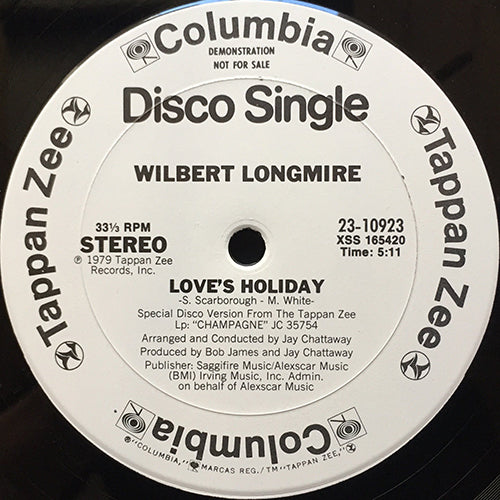 Columbia
DEMONSTRATION
NOT FOR SALE
Disco Single
Tappan Zee
Tappan Zee
WILBERT LONGMIRE
33⅓ RPM
STEREO
℗ 1979 Tappan Zee
Records, Inc.
23-10923
XSS 165420
Time: 5:11
LOVE'S HOLIDAY
-S. Scarborough - M. White-
Special Disco Version From The Tappan Zee
Lp: "CHAMPAGNE" JC 35754
Arranged and Conducted by Jay Chattaway
Produced by Bob James and Jay Chattaway
Publisher: Saggifire Music/Alexscar Music
(BMI) Irving Music, Inc. Admin.
on behalf of Alexscar Music
Columbia
®"COLUMBIA," MARCAS REG./TM "TAPPAN ZEE."